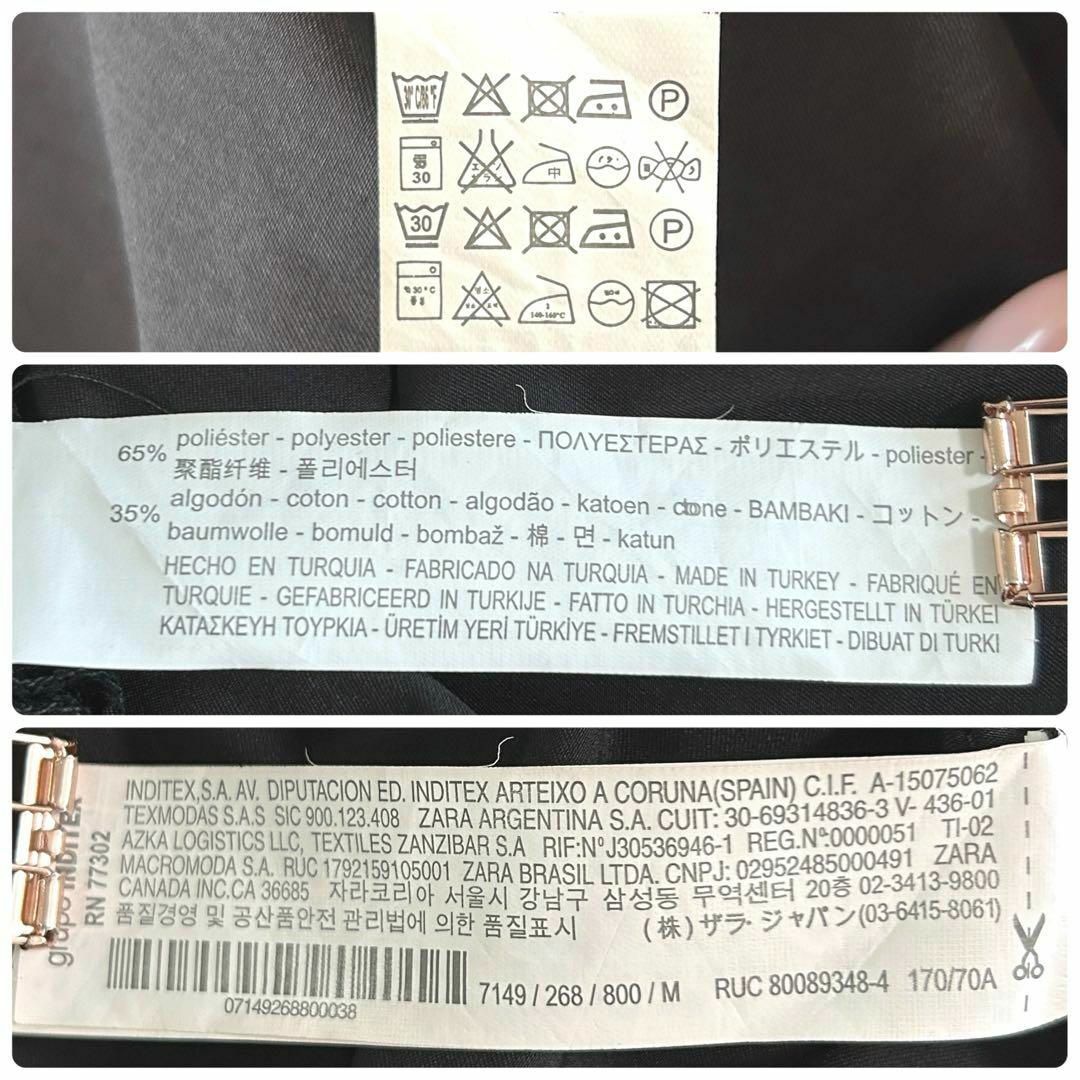 30° C/86 °F P
30 中
30 P
30°C 2 140-160°C
65% poliéster - polyester - poliestere - ΠΟΛΥΕΣΤΕΡΑΣ - ポリエステル - poliester -
聚酯纤维 - 폴리에스터
35% algodón - coton - cotton - algodão - katoen - cotone - BAMBAKI - コットン -
baumwolle - bomuld - bombaž - 棉 - 면 - katun
HECHO EN TURQUIA - FABRICADO NA TURQUIA - MADE IN TURKEY - FABRIQUÉ EN
TURQUIE - GEFABRICEERD IN TURKIJE - FATTO IN TURCHIA - HERGESTELLT IN TÜRKEI
ΚΑΤΑΣΚΕΥΗ ΤΟΥΡΚΙΑ - ÜRETİM YERİ TÜRKİYE - FREMSTILLET I TYRKIET - DIBUAT DI TURKI
grupo INDITEX
RN 77302
INDITEX,S.A. AV. DIPUTACION ED. INDITEX ARTEIXO A CORUNA(SPAIN) C.I.F. A-15075062
TEXMODAS S.A.S SIC 900.123.408 ZARA ARGENTINA S.A. CUIT: 30-69314836-3 V- 436-01
AZKA LOGISTICS LLC, TEXTILES ZANZIBAR S.A RIF:NºJ30536946-1 REG.Nº:0000051 TI-02
MACROMODA S.A. RUC 1792159105001 ZARA BRASIL LTDA. CNPJ: 02952485000491 ZARA
CANADA INC.CA 36685 자라코리아 서울시 강남구 삼성동 무역센터 20층 02-3413-9800
품질경영 및 공산품안전 관리법에 의한 품질표시 (株)ザラ・ジャパン(03-6415-8061)
7149 / 268 / 800 / M RUC 80089348-4 170/70A
07149268800038